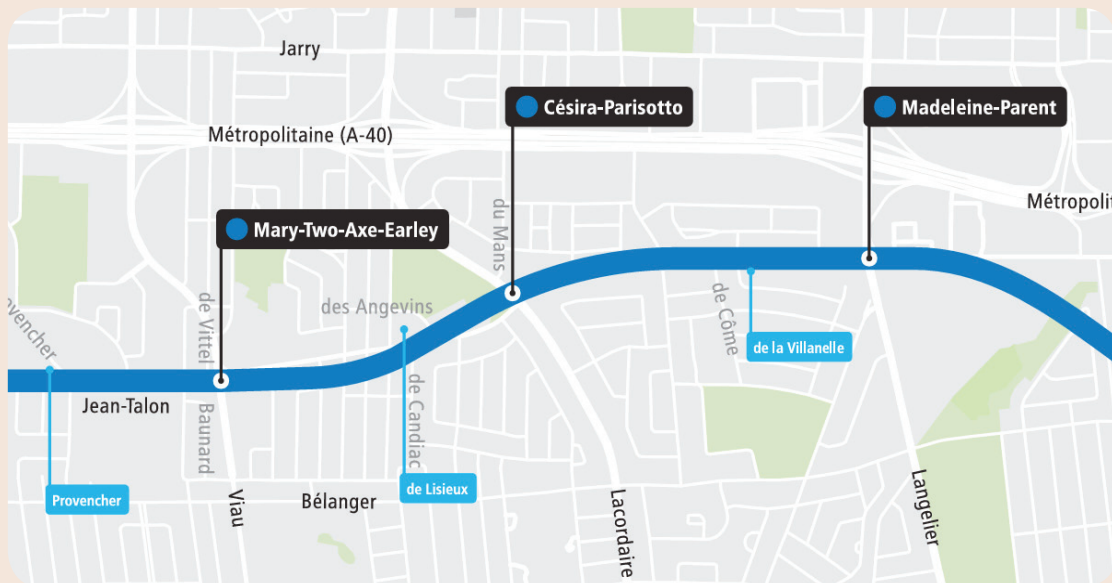 Jarry
Césira-Parisotto
Madeleine-Parent
Métropolitaine (A-40)
Métropolit
du Mans
Mary-Two-Axe-Earley
de Vittel
des Angevins
de Côme
ovencher
de la Villanelle
Jean-Talon
Baunard
de Candiac
Provencher
Viau
Bélanger
de Lisieux
Lacordaire
Langelier